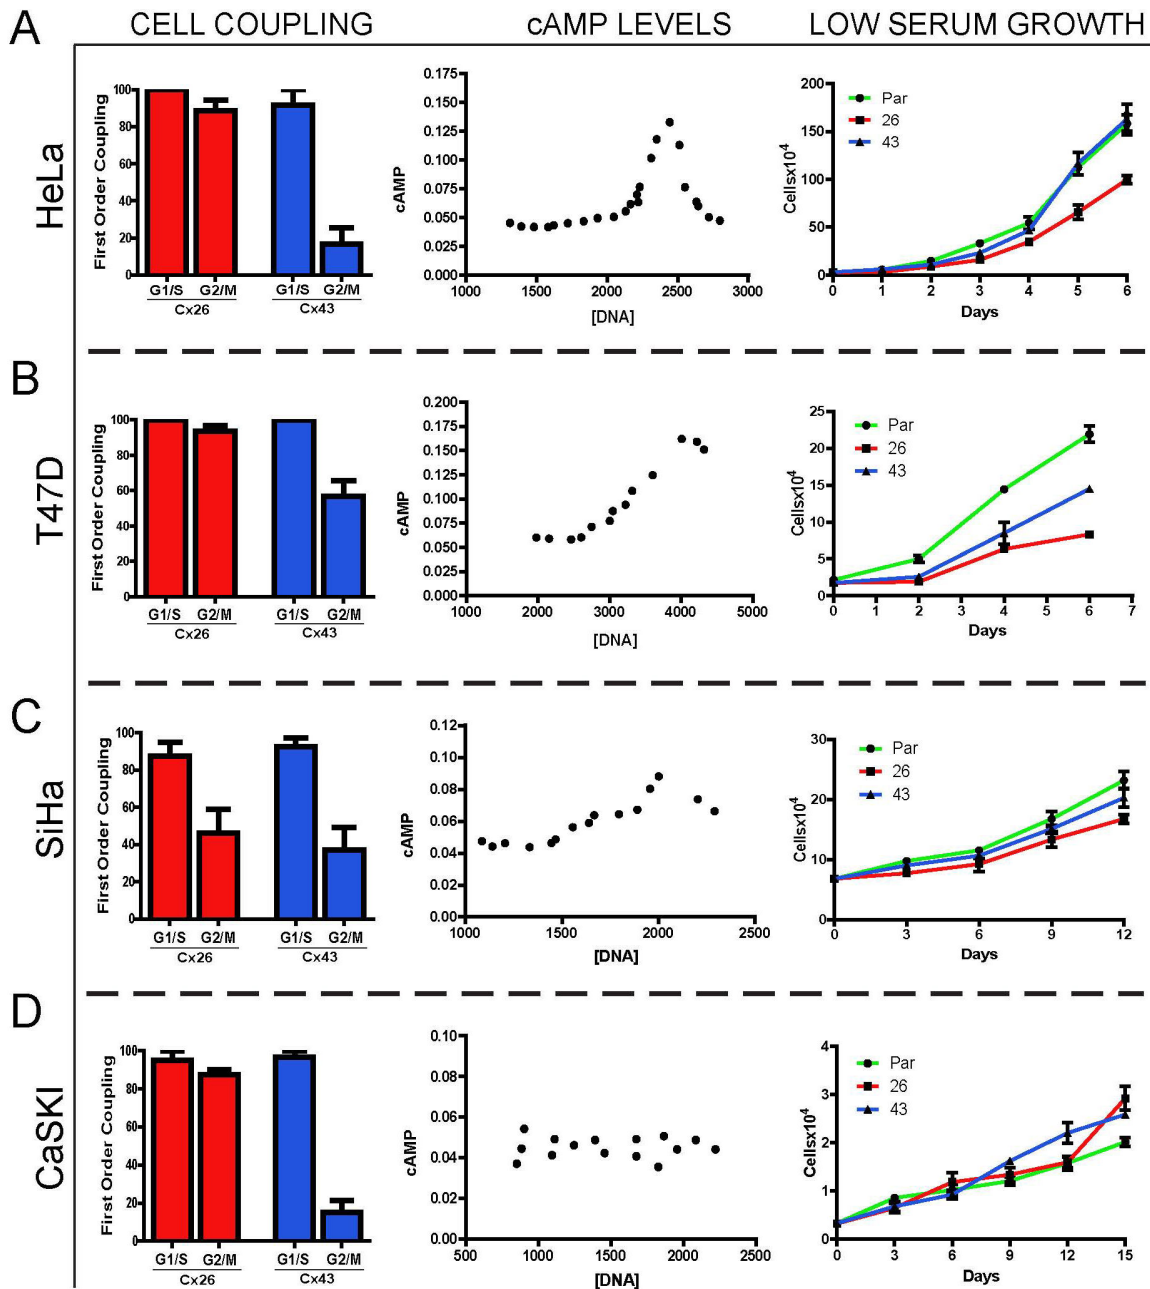 A
CELL COUPLING
cAMP LEVELS
LOW SERUM GROWTH
HeLa
First Order Coupling
100
80
60
40
20
0
G1/S G2/M G1/S G2/M
Cx26 Cx43
cAMP
0.175
0.150
0.125
0.100
0.075
0.050
0.025
0.000
1000 1500 2000 2500 3000
[DNA]
Cellsx10⁴
200
150
100
50
0
Par
26
43
0 1 2 3 4 5 6
Days
B
T47D
First Order Coupling
100
80
60
40
20
0
G1/S G2/M G1/S G2/M
Cx26 Cx43
cAMP
0.200
0.175
0.150
0.125
0.100
0.075
0.050
0.025
0.000
1000 2000 3000 4000 5000
[DNA]
Cellsx10⁴
25
20
15
10
5
0
Par
26
43
0 1 2 3 4 5 6 7
Days
C
SiHa
First Order Coupling
100
80
60
40
20
0
G1/S G2/M G1/S G2/M
Cx26 Cx43
cAMP
0.12
0.10
0.08
0.06
0.04
0.02
0.00
1000 1500 2000 2500
[DNA]
Cellsx10⁴
30
20
10
0
Par
26
43
0 3 6 9 12
Days
D
CaSKI
First Order Coupling
100
80
60
40
20
0
G1/S G2/M G1/S G2/M
Cx26 Cx43
cAMP
0.10
0.08
0.06
0.04
0.02
0.00
500 1000 1500 2000 2500
[DNA]
Cellsx10⁴
4
3
2
1
0
Par
26
43
0 3 6 9 12 15
Days